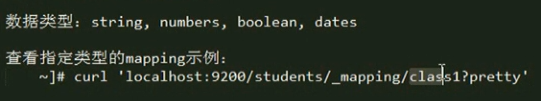 数据类型：string, numbers, boolean, dates
查看指定类型的mapping示例：
~]# curl 'localhost:9200/students/_mapping/class1?pretty'